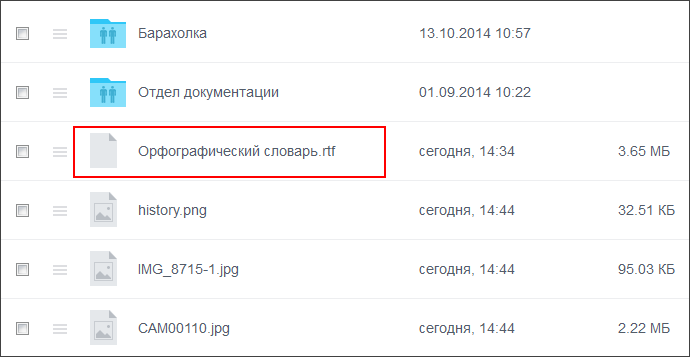 Барахолка 13.10.2014 10:57
Отдел документации 01.09.2014 10:22
Орфографический словарь.rtf сегодня, 14:34 3.65 МБ
history.png сегодня, 14:44 32.51 КБ
IMG_8715-1.jpg сегодня, 14:44 95.03 КБ
CAM00110.jpg сегодня, 14:44 2.22 МБ